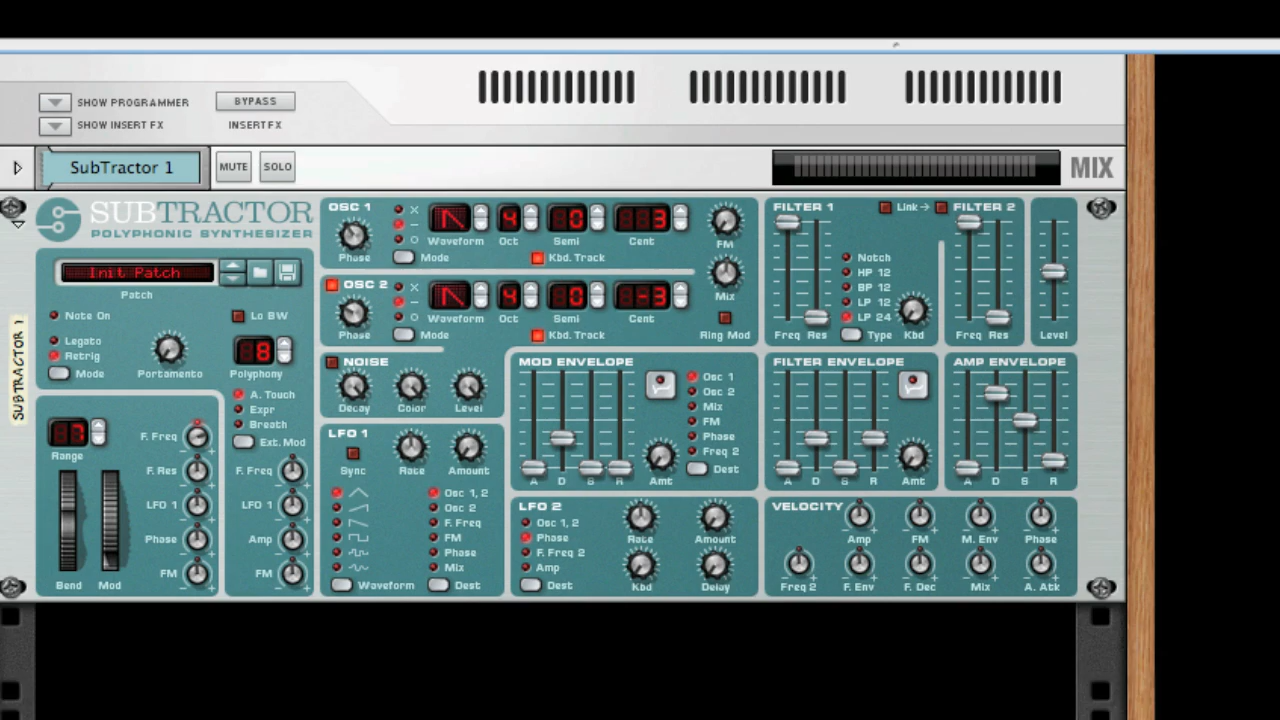 SHOW PROGRAMMER
BYPASS
SHOW INSERT FX
INSERT FX
SubTractor 1
MUTE
SOLO
MIX
SUBTRACTOR
POLYPHONIC SYNTHESIZER
Init Patch
Patch
Note On
Lo BW
Legato
Retrig
Mode
Portamento
8
Polyphony
SUBTRACTOR 1
7
Range
Bend
Mod
F. Freq
F. Res
LFO 1
Phase
FM
A. Touch
Expr
Breath
Ext. Mod
F. Freq
LFO 1
Amp
FM
OSC 1
Phase
X
–
O
Mode
Waveform
4
Oct
0
Semi
3
Cent
Kbd. Track
FM
OSC 2
Phase
X
–
O
Mode
Waveform
4
Oct
0
Semi
-3
Cent
Kbd. Track
Mix
Ring Mod
NOISE
Decay
Color
Level
LFO 1
Sync
Rate
Amount
Osc 1, 2
Osc 2
F. Freq
FM
Phase
Mix
Waveform
Dest
MOD ENVELOPE
A
D
S
R
Amt
Osc 1
Osc 2
Mix
FM
Phase
Freq 2
Dest
LFO 2
Osc 1, 2
Phase
F. Freq 2
Amp
Dest
Rate
Amount
Kbd
Delay
FILTER 1
Link →
FILTER 2
Notch
HP 12
BP 12
LP 12
LP 24
Freq Res
Type
Kbd
Freq Res
Level
FILTER ENVELOPE
A
D
S
R
Amt
AMP ENVELOPE
A
D
S
R
VELOCITY
Amp
FM
M. Env
Phase
Freq 2
F. Env
F. Dec
Mix
A. Atk